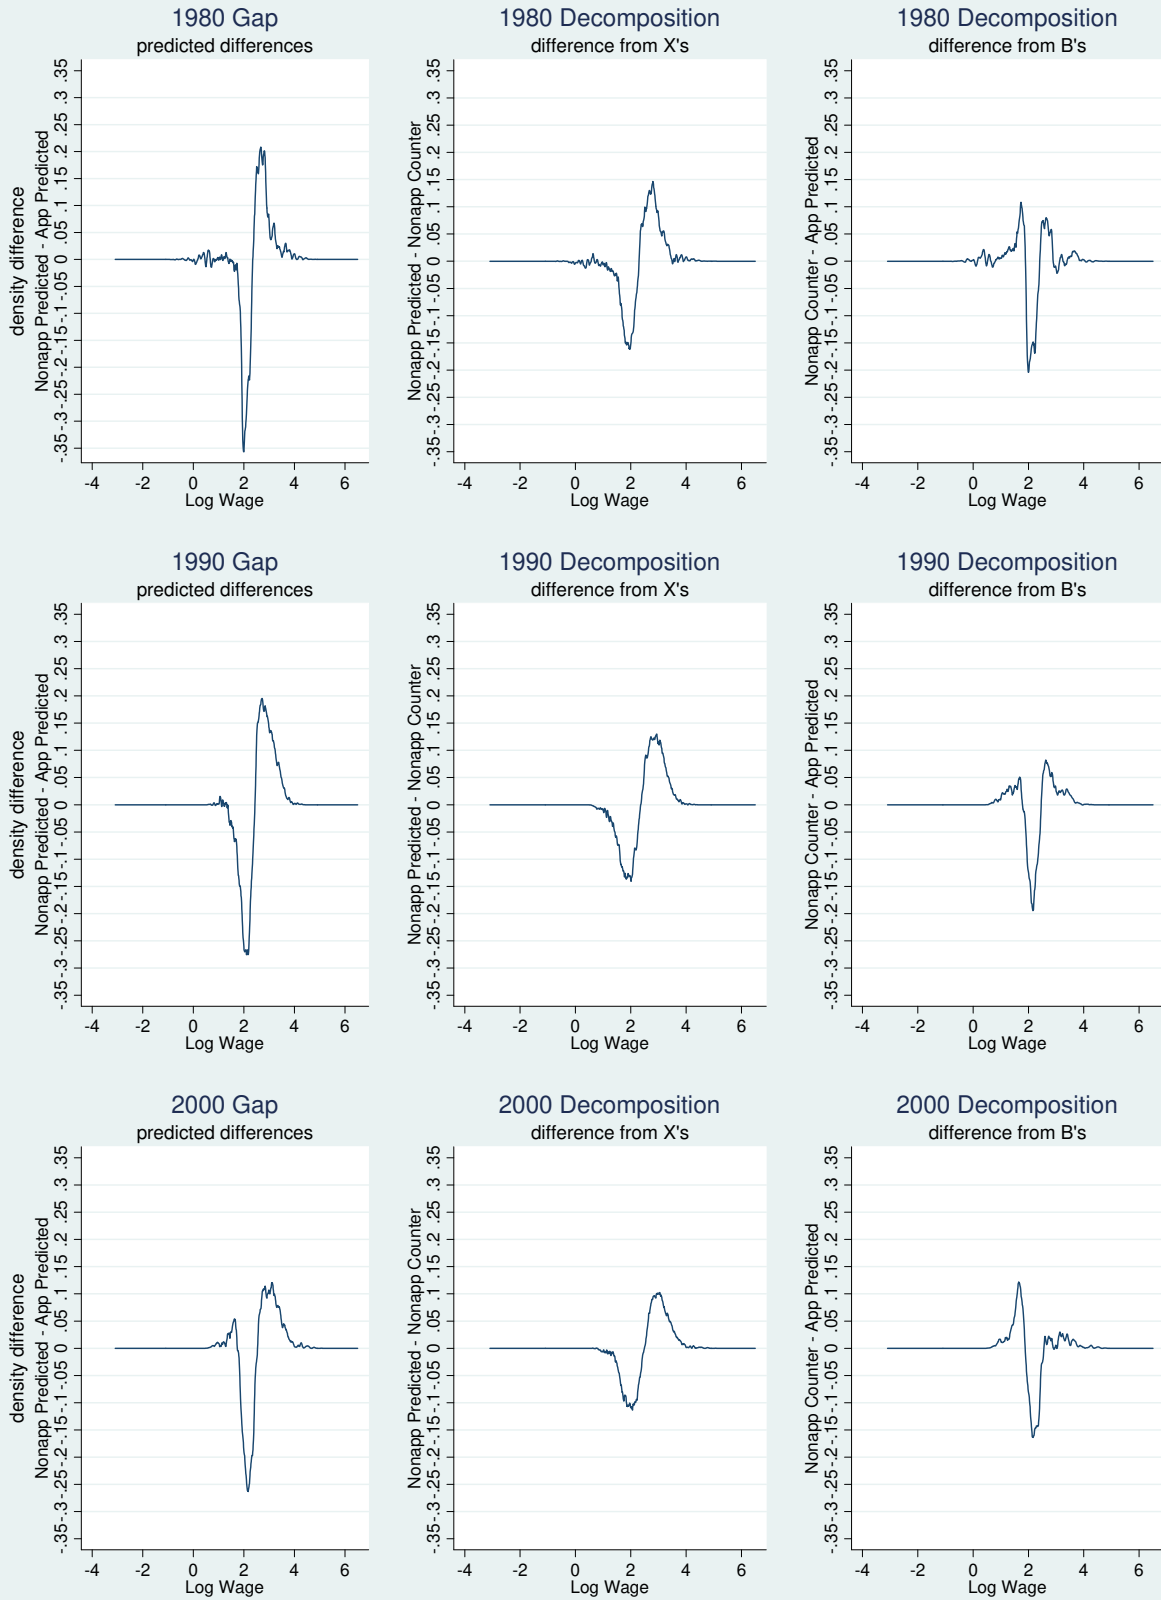 1980 Gap
predicted differences
density difference
Nonapp Predicted - App Predicted
-.35 -.3 -.25 -.2 -.15 -.1 -.05 0 .05 .1 .15 .2 .25 .3 .35
-4 -2 0 2 4 6
Log Wage
1980 Decomposition
difference from X's
Nonapp Predicted - Nonapp Counter
-.35 -.3 -.25 -.2 -.15 -.1 -.05 0 .05 .1 .15 .2 .25 .3 .35
-4 -2 0 2 4 6
Log Wage
1980 Decomposition
difference from B's
Nonapp Counter - App Predicted
-.35 -.3 -.25 -.2 -.15 -.1 -.05 0 .05 .1 .15 .2 .25 .3 .35
-4 -2 0 2 4 6
Log Wage
1990 Gap
predicted differences
density difference
Nonapp Predicted - App Predicted
-.35 -.3 -.25 -.2 -.15 -.1 -.05 0 .05 .1 .15 .2 .25 .3 .35
-4 -2 0 2 4 6
Log Wage
1990 Decomposition
difference from X's
Nonapp Predicted - Nonapp Counter
-.35 -.3 -.25 -.2 -.15 -.1 -.05 0 .05 .1 .15 .2 .25 .3 .35
-4 -2 0 2 4 6
Log Wage
1990 Decomposition
difference from B's
Nonapp Counter - App Predicted
-.35 -.3 -.25 -.2 -.15 -.1 -.05 0 .05 .1 .15 .2 .25 .3 .35
-4 -2 0 2 4 6
Log Wage
2000 Gap
predicted differences
density difference
Nonapp Predicted - App Predicted
-.35 -.3 -.25 -.2 -.15 -.1 -.05 0 .05 .1 .15 .2 .25 .3 .35
-4 -2 0 2 4 6
Log Wage
2000 Decomposition
difference from X's
Nonapp Predicted - Nonapp Counter
-.35 -.3 -.25 -.2 -.15 -.1 -.05 0 .05 .1 .15 .2 .25 .3 .35
-4 -2 0 2 4 6
Log Wage
2000 Decomposition
difference from B's
Nonapp Counter - App Predicted
-.35 -.3 -.25 -.2 -.15 -.1 -.05 0 .05 .1 .15 .2 .25 .3 .35
-4 -2 0 2 4 6
Log Wage